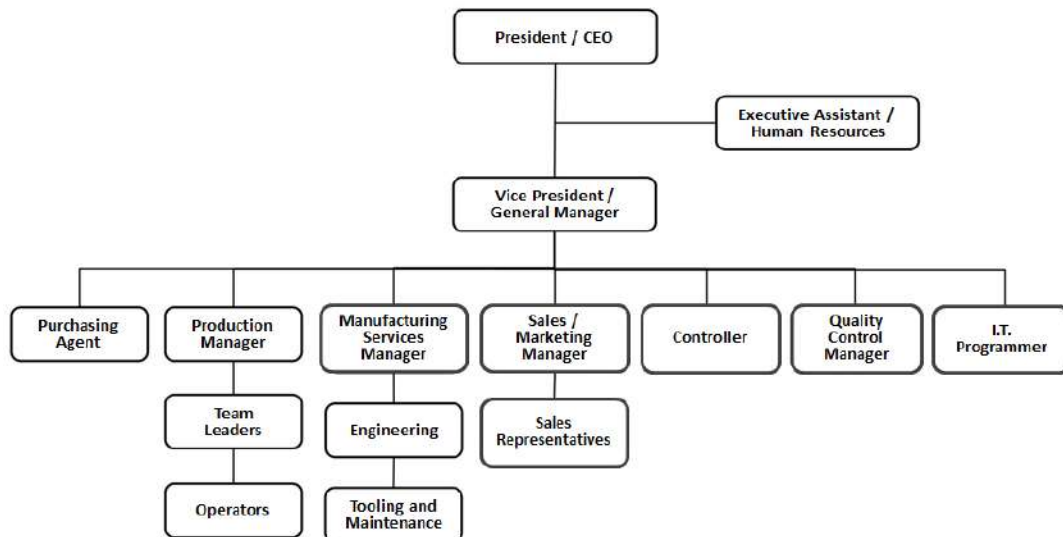 President / CEO
Executive Assistant /
Human Resources
Vice President /
General Manager
Purchasing
Agent
Production
Manager
Manufacturing
Services
Manager
Sales /
Marketing
Manager
Controller
Quality
Control
Manager
I.T.
Programmer
Team
Leaders
Engineering
Sales
Representatives
Operators
Tooling and
Maintenance